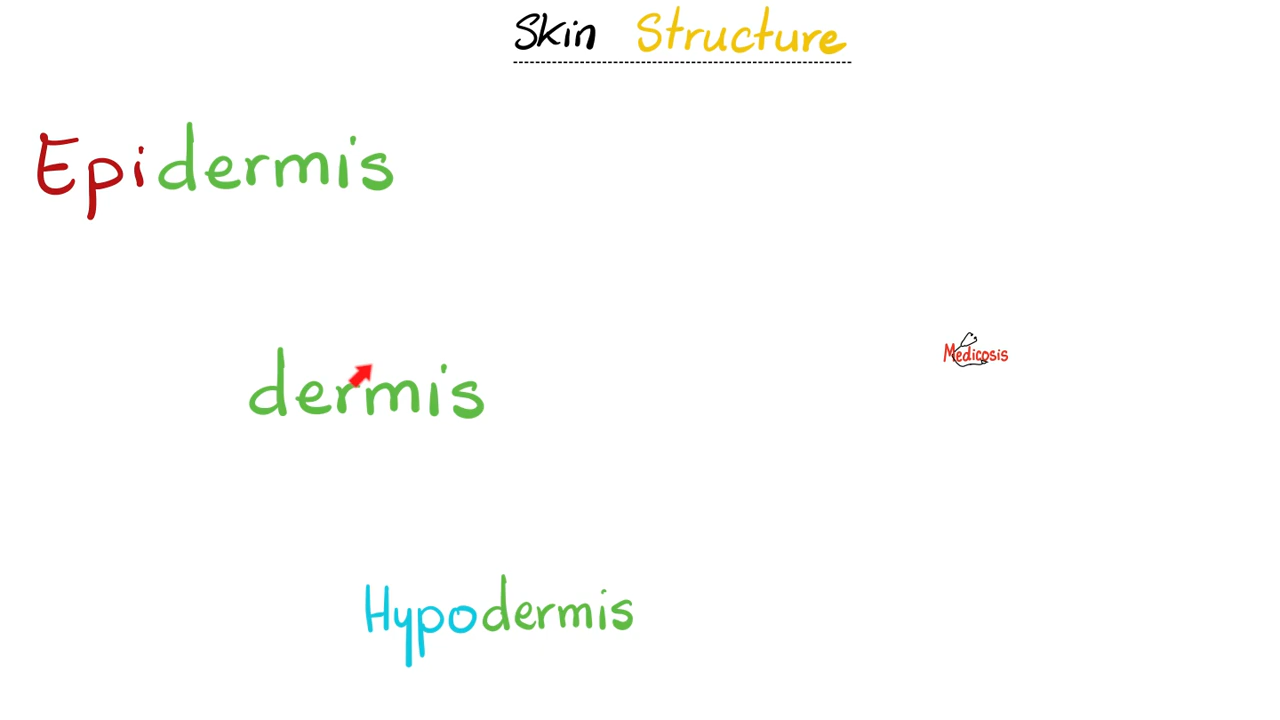 Skin Structure
Epidermis
Medicosis
dermis
Hypodermis